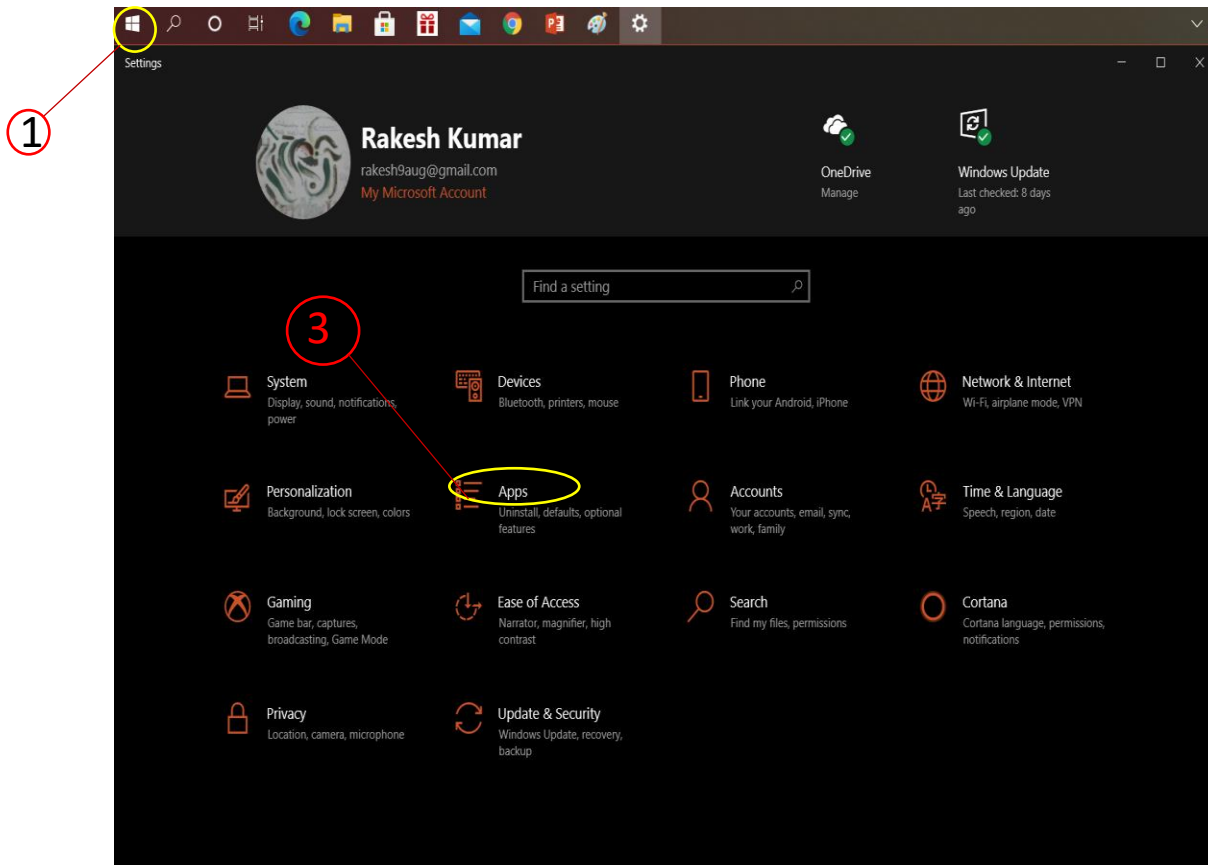 Settings
1
Rakesh Kumar
rakesh9aug@gmail.com
My Microsoft Account
OneDrive
Manage
Windows Update
Last checked: 8 days
ago
Find a setting
3
System
Display, sound, notifications,
power
Devices
Bluetooth, printers, mouse
Phone
Link your Android, iPhone
Network & Internet
Wi-Fi, airplane mode, VPN
Personalization
Background, lock screen, colors
Apps
Uninstall, defaults, optional
features
Accounts
Your accounts, email, sync,
work, family
Time & Language
Speech, region, date
Gaming
Game bar, captures,
broadcasting, Game Mode
Ease of Access
Narrator, magnifier, high
contrast
Search
Find my files, permissions
Cortana
Cortana language, permissions,
notifications
Privacy
Location, camera, microphone
Update & Security
Windows Update, recovery,
backup